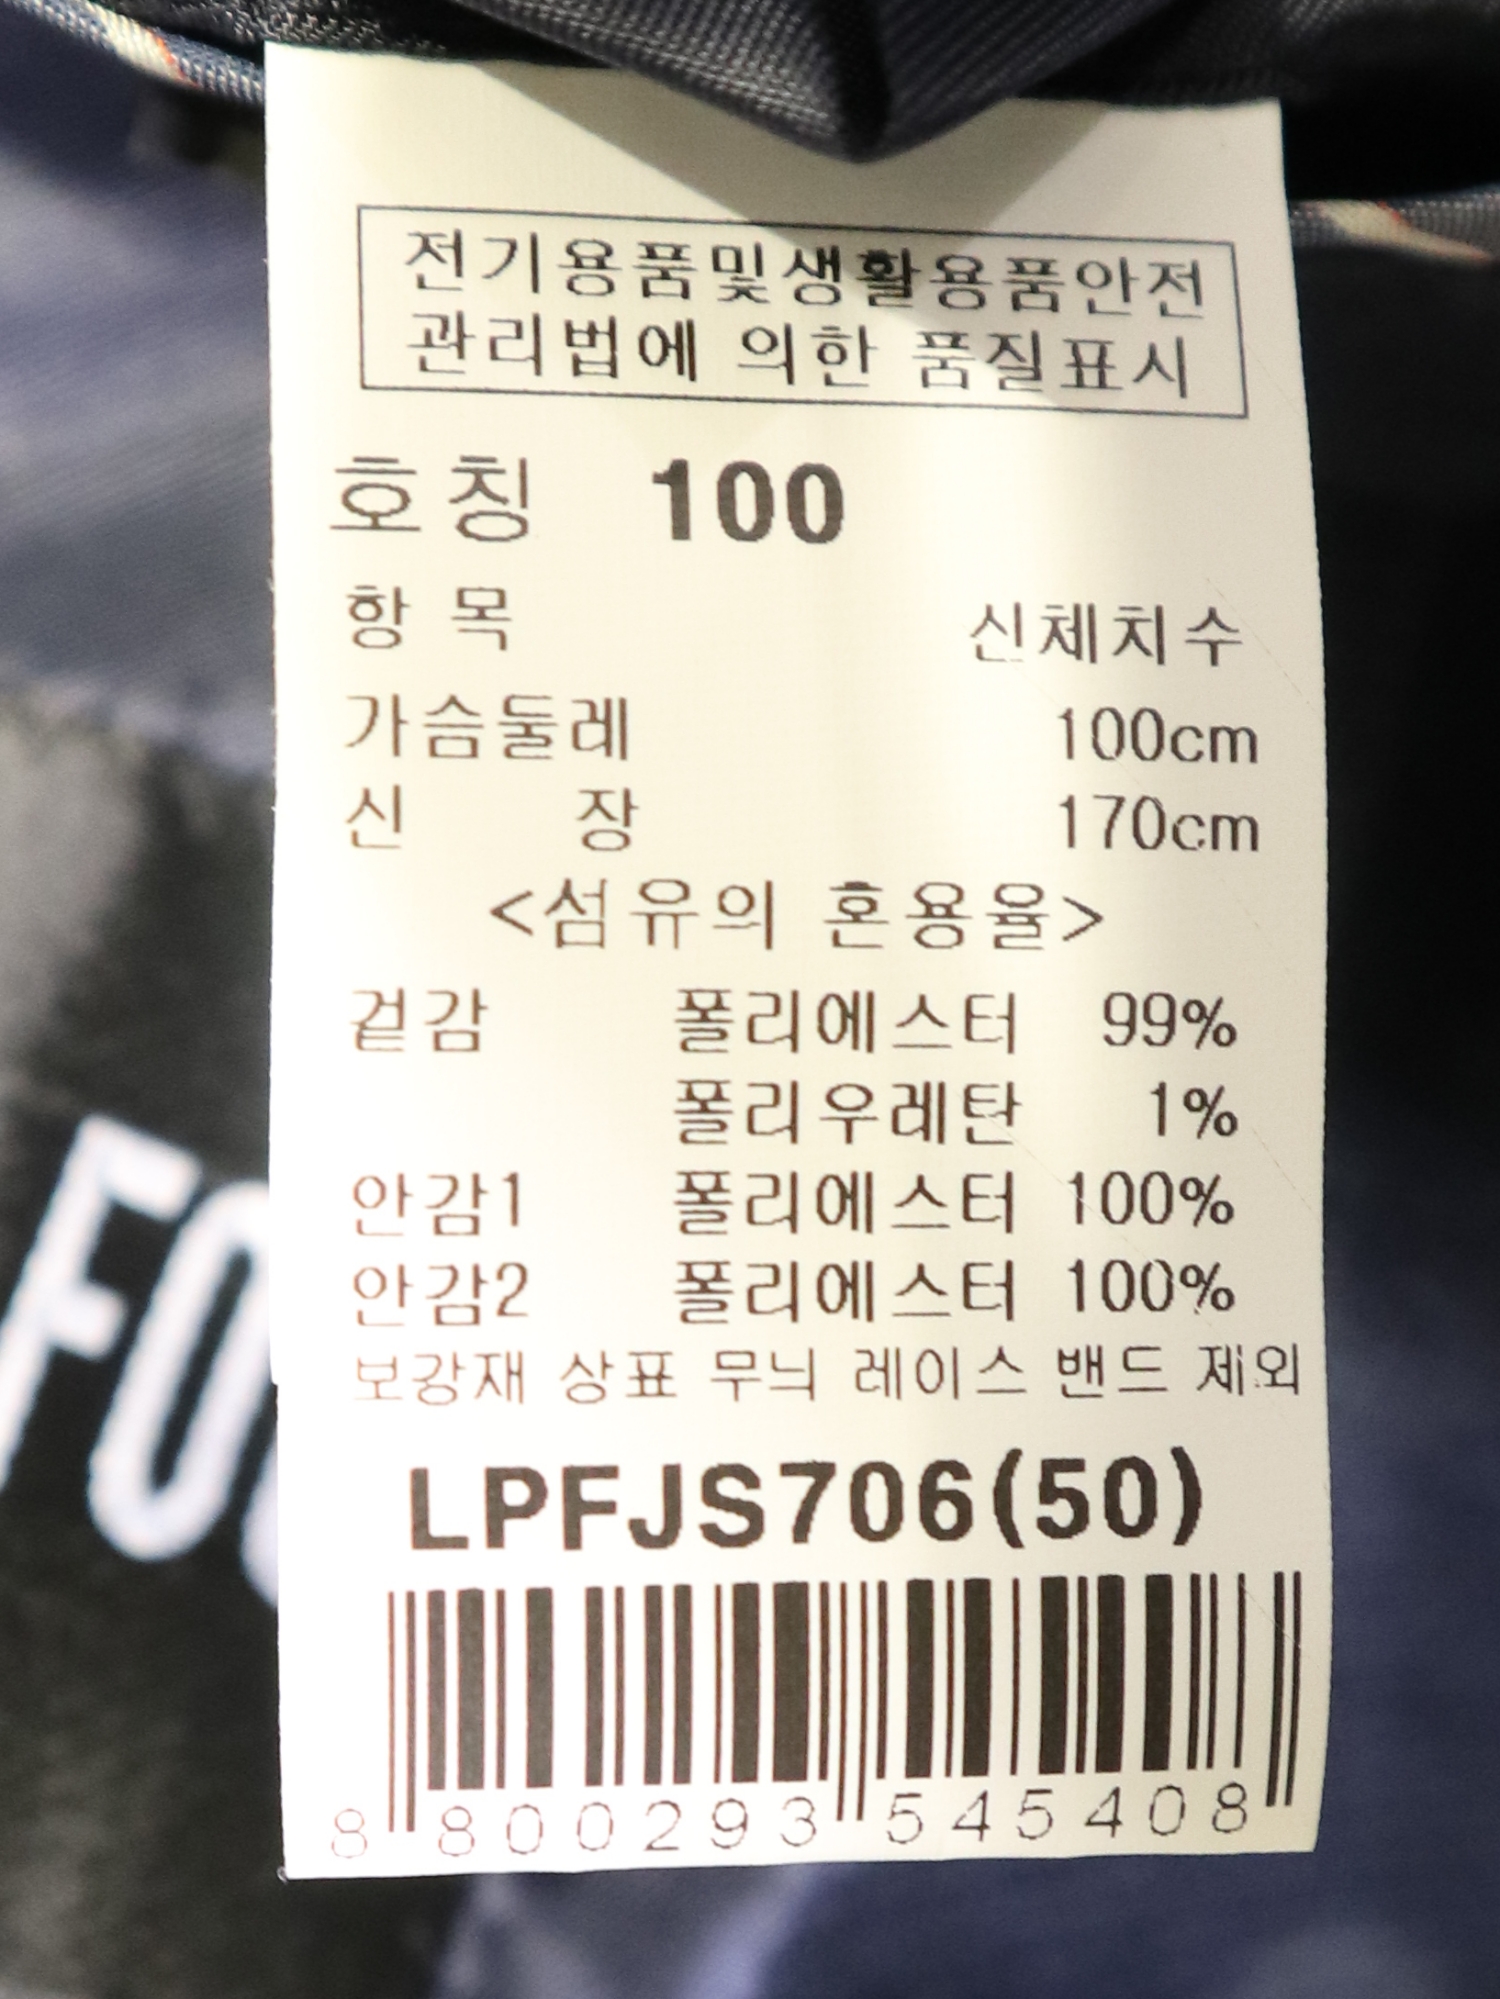 전기용품및생활용품안전
관리법에 의한 품질표시
호칭 100
항 목 신체치수
가슴둘레 100cm
신 장 170cm
<섬유의 혼용율>
겉감 폴리에스터 99%
폴리우레탄 1%
안감1 폴리에스터 100%
안감2 폴리에스터 100%
보강재 상표 무늬 레이스 밴드 제외
LPFJS706(50)
8 800293 545408